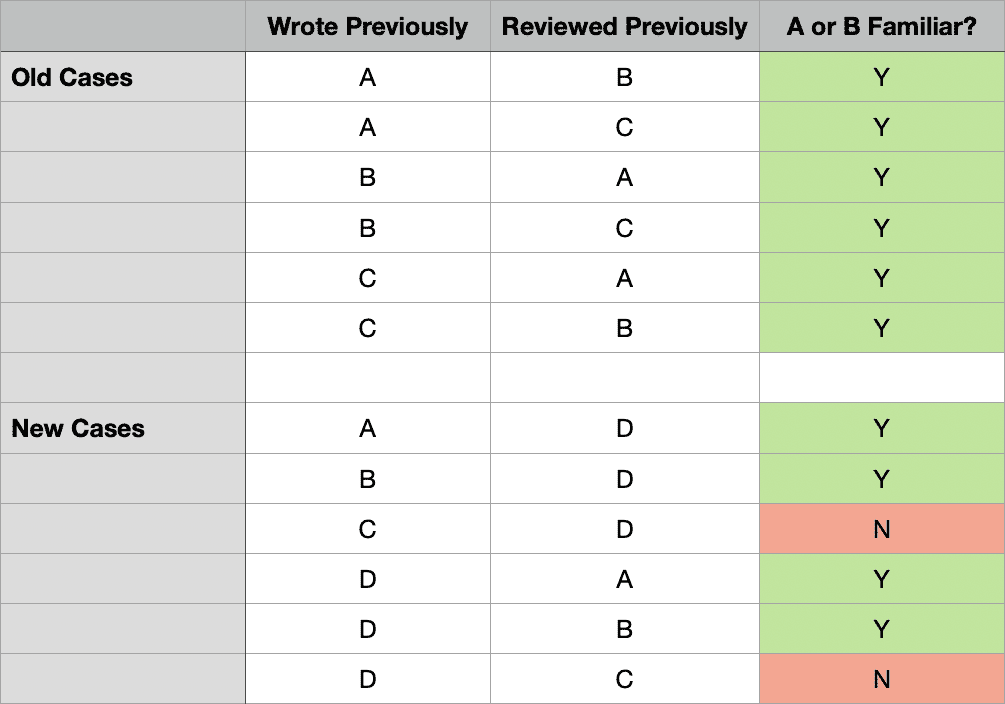 Wrote Previously Reviewed Previously A or B Familiar?
Old Cases A B Y
A C Y
B A Y
B C Y
C A Y
C B Y
New Cases A D Y
B D Y
C D N
D A Y
D B Y
D C N